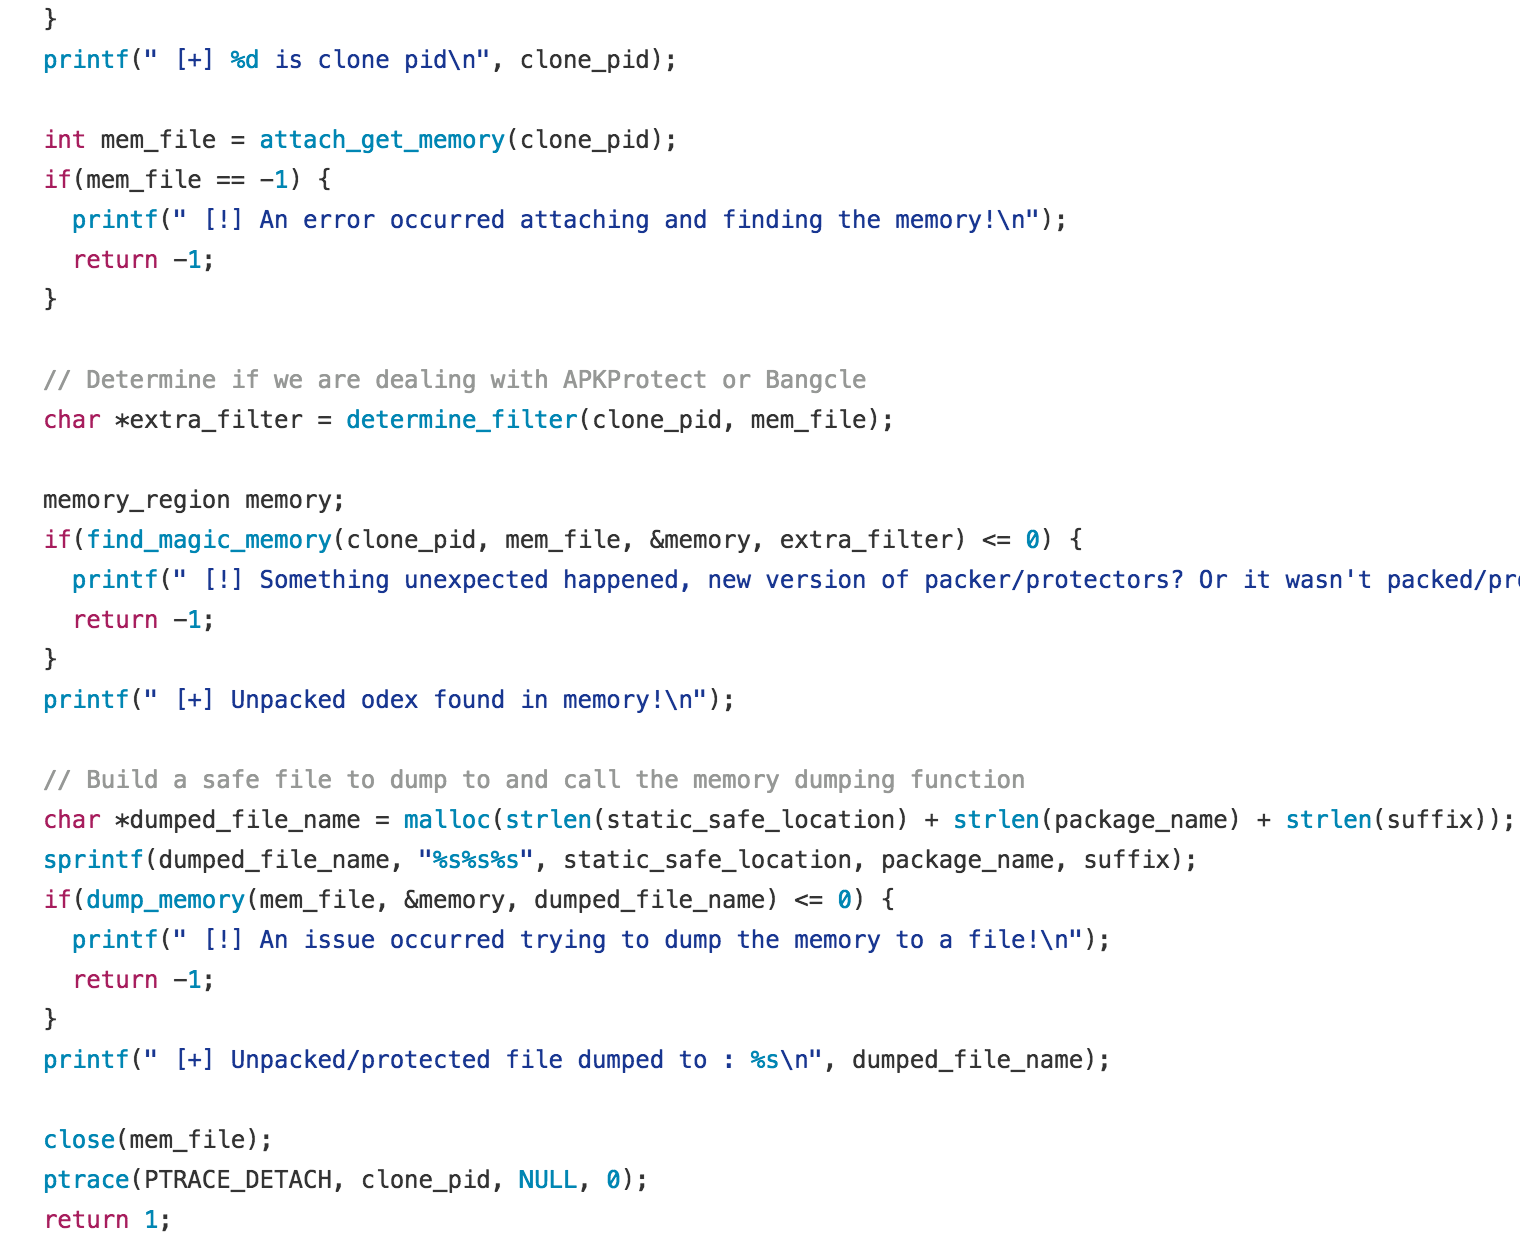 }
printf(" [+] %d is clone pid\n", clone_pid);
int mem_file = attach_get_memory(clone_pid);
if(mem_file == -1) {
printf(" [!] An error occurred attaching and finding the memory!\n");
return -1;
}
// Determine if we are dealing with APKProtect or Bangcle
char *extra_filter = determine_filter(clone_pid, mem_file);
memory_region memory;
if(find_magic_memory(clone_pid, mem_file, &memory, extra_filter) <= 0) {
printf(" [!] Something unexpected happened, new version of packer/protectors? Or it wasn't packed/pro
return -1;
}
printf(" [+] Unpacked odex found in memory!\n");
// Build a safe file to dump to and call the memory dumping function
char *dumped_file_name = malloc(strlen(static_safe_location) + strlen(package_name) + strlen(suffix));
sprintf(dumped_file_name, "%s%s%s", static_safe_location, package_name, suffix);
if(dump_memory(mem_file, &memory, dumped_file_name) <= 0) {
printf(" [!] An issue occurred trying to dump the memory to a file!\n");
return -1;
}
printf(" [+] Unpacked/protected file dumped to : %s\n", dumped_file_name);
close(mem_file);
ptrace(PTRACE_DETACH, clone_pid, NULL, 0);
return 1;